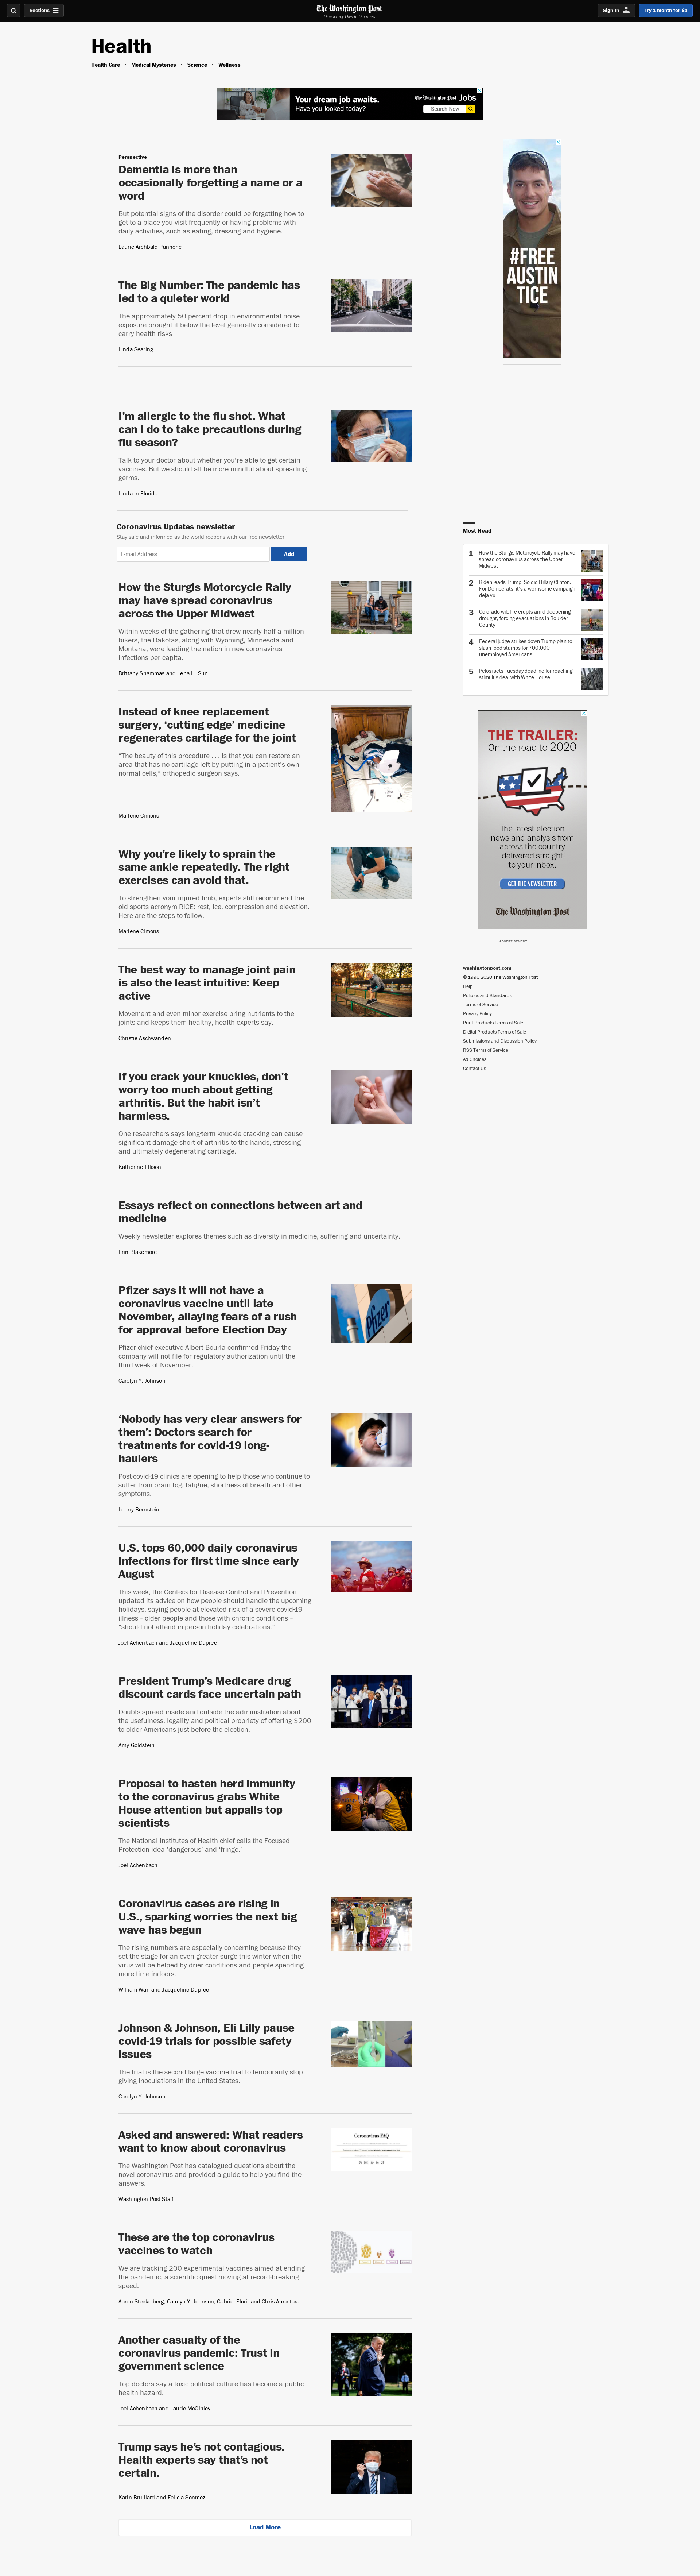 Sections
The Washington Post
Democracy Dies in Darkness
Sign In
Try 1 month for $1
Health
Health Care • Medical Mysteries • Science • Wellness
Your dream job awaits.
Have you looked today?
The Washington Post Jobs
Search Now
Perspective
Dementia is more than
occasionally forgetting a name or a
word
But potential signs of the disorder could be forgetting how to
get to a place you visit frequently or having problems with
daily activities, such as eating, dressing and hygiene.
Laurie Archbald-Pannone
The Big Number: The pandemic has
led to a quieter world
The approximately 50 percent drop in environmental noise
exposure brought it below the level generally considered to
carry health risks
Linda Searing
I’m allergic to the flu shot. What
can I do to take precautions during
flu season?
Talk to your doctor about whether you’re able to get certain
vaccines. But we should all be more mindful about spreading
germs.
Linda in Florida
Coronavirus Updates newsletter
Stay safe and informed as the world reopens with our free newsletter
E-mail Address
Add
How the Sturgis Motorcycle Rally
may have spread coronavirus
across the Upper Midwest
Within weeks of the gathering that drew nearly half a million
bikers, the Dakotas, along with Wyoming, Minnesota and
Montana, were leading the nation in new coronavirus
infections per capita.
Brittany Shammas and Lena H. Sun
Instead of knee replacement
surgery, ‘cutting edge’ medicine
regenerates cartilage for the joint
“The beauty of this procedure . . . is that you can restore an
area that has no cartilage left by putting in a patient’s own
normal cells,” orthopedic surgeon says.
Marlene Cimons
Why you’re likely to sprain the
same ankle repeatedly. The right
exercises can avoid that.
To strengthen your injured limb, experts still recommend the
old sports acronym RICE: rest, ice, compression and elevation.
Here are the steps to follow.
Marlene Cimons
The best way to manage joint pain
is also the least intuitive: Keep
active
Movement and even minor exercise bring nutrients to the
joints and keeps them healthy, health experts say.
Christie Aschwanden
If you crack your knuckles, don’t
worry too much about getting
arthritis. But the habit isn’t
harmless.
One researchers says long-term knuckle cracking can cause
significant damage short of arthritis to the hands, stressing
and ultimately degenerating cartilage.
Katherine Ellison
Essays reflect on connections between art and
medicine
Weekly newsletter explores themes such as diversity in medicine, suffering and uncertainty.
Erin Blakemore
Pfizer says it will not have a
coronavirus vaccine until late
November, allaying fears of a rush
for approval before Election Day
Pfizer chief executive Albert Bourla confirmed Friday the
company will not file for regulatory authorization until the
third week of November.
Carolyn Y. Johnson
Pfizer
‘Nobody has very clear answers for
them’: Doctors search for
treatments for covid-19 long-
haulers
Post-covid-19 clinics are opening to help those who continue to
suffer from brain fog, fatigue, shortness of breath and other
symptoms.
Lenny Bernstein
U.S. tops 60,000 daily coronavirus
infections for first time since early
August
This week, the Centers for Disease Control and Prevention
updated its advice on how people should handle the upcoming
holidays, saying people at elevated risk of a severe covid-19
illness – older people and those with chronic conditions –
“should not attend in-person holiday celebrations.”
Joel Achenbach and Jacqueline Dupree
President Trump’s Medicare drug
discount cards face uncertain path
Doubts spread inside and outside the administration about
the usefulness, legality and political propriety of offering $200
to older Americans just before the election.
Amy Goldstein
Proposal to hasten herd immunity
to the coronavirus grabs White
House attention but appalls top
scientists
The National Institutes of Health chief calls the Focused
Protection idea ‘dangerous’ and ‘fringe.’
Joel Achenbach
Coronavirus cases are rising in
U.S., sparking worries the next big
wave has begun
The rising numbers are especially concerning because they
set the stage for an even greater surge this winter when the
virus will be helped by drier conditions and people spending
more time indoors.
William Wan and Jacqueline Dupree
Johnson & Johnson, Eli Lilly pause
covid-19 trials for possible safety
issues
The trial is the second large vaccine trial to temporarily stop
giving inoculations in the United States.
Carolyn Y. Johnson
Asked and answered: What readers
want to know about coronavirus
The Washington Post has catalogued questions about the
novel coronavirus and provided a guide to help you find the
answers.
Washington Post Staff
Coronavirus FAQ
These are the top coronavirus
vaccines to watch
We are tracking 200 experimental vaccines aimed at ending
the pandemic, a scientific quest moving at record-breaking
speed.
Aaron Steckelberg, Carolyn Y. Johnson, Gabriel Florit and Chris Alcantara
Another casualty of the
coronavirus pandemic: Trust in
government science
Top doctors say a toxic political culture has become a public
health hazard.
Joel Achenbach and Laurie McGinley
Trump says he’s not contagious.
Health experts say that’s not
certain.
Karin Brulliard and Felicia Sonmez
Load More
#FREE
AUSTIN
TICE
Most Read
1 How the Sturgis Motorcycle Rally may have
spread coronavirus across the Upper
Midwest
2 Biden leads Trump. So did Hillary Clinton.
For Democrats, it’s a worrisome campaign
deja vu
3 Colorado wildfire erupts amid deepening
drought, forcing evacuations in Boulder
County
4 Federal judge strikes down Trump plan to
slash food stamps for 700,000
unemployed Americans
5 Pelosi sets Tuesday deadline for reaching
stimulus deal with White House
THE TRAILER:
On the road to 2020
The latest election
news and analysis from
across the country
delivered straight
to your inbox.
GET THE NEWSLETTER
The Washington Post
ADVERTISEMENT
washingtonpost.com
© 1996-2020 The Washington Post
Help
Policies and Standards
Terms of Service
Privacy Policy
Print Products Terms of Sale
Digital Products Terms of Sale
Submissions and Discussion Policy
RSS Terms of Service
Ad Choices
Contact Us